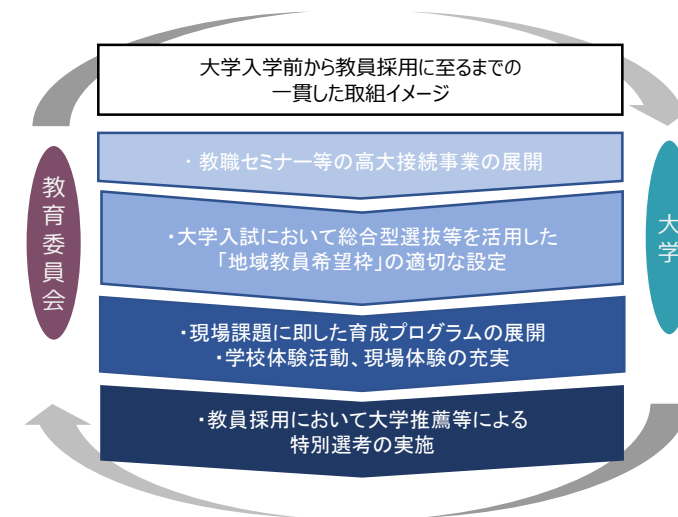 大学入学前から教員採用に至るまでの
一貫した取組イメージ
・教職セミナー等の高大接続事業の展開
・大学入試において総合型選抜等を活用した
「地域教員希望枠」の適切な設定
・現場課題に即した育成プログラムの展開
・学校体験活動、現場体験の充実
・教員採用において大学推薦等による
特別選考の実施
教育委員会
大学